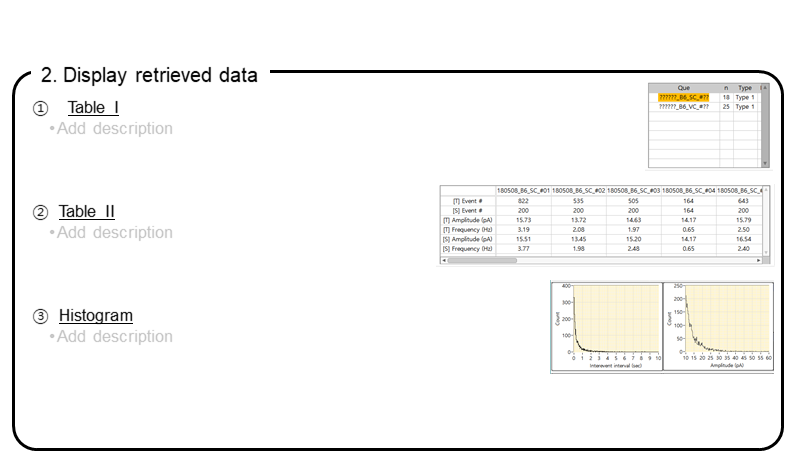 2. Display retrieved data
① Table I
•Add description
Que n Type
??????_B6_SC_#?? 18 Type 1
??????_B6_VC_#?? 25 Type 1
② Table II
•Add description
180508_B6_SC_#01 180508_B6_SC_#02 180508_B6_SC_#03 180508_B6_SC_#04 180508_B6_SC_#
[T] Event # 822 535 505 164 643
[S] Event # 200 200 200 164 200
[T] Amplitude (pA) 15.73 13.72 14.63 14.17 15.79
[T] Frequency (Hz) 3.19 2.08 1.97 0.65 2.50
[S] Amplitude (pA) 15.51 13.45 15.20 14.17 16.54
[S] Frequency (Hz) 3.77 1.98 2.48 0.65 2.40
③ Histogram
•Add description
Count
400
300
200
100
0
0 1 2 3 4 5 6 7 8 9 10
Interevent interval (sec)
Count
250
200
150
100
50
0
10 15 20 25 30 35 40 45 50 55 60
Amplitude (pA)